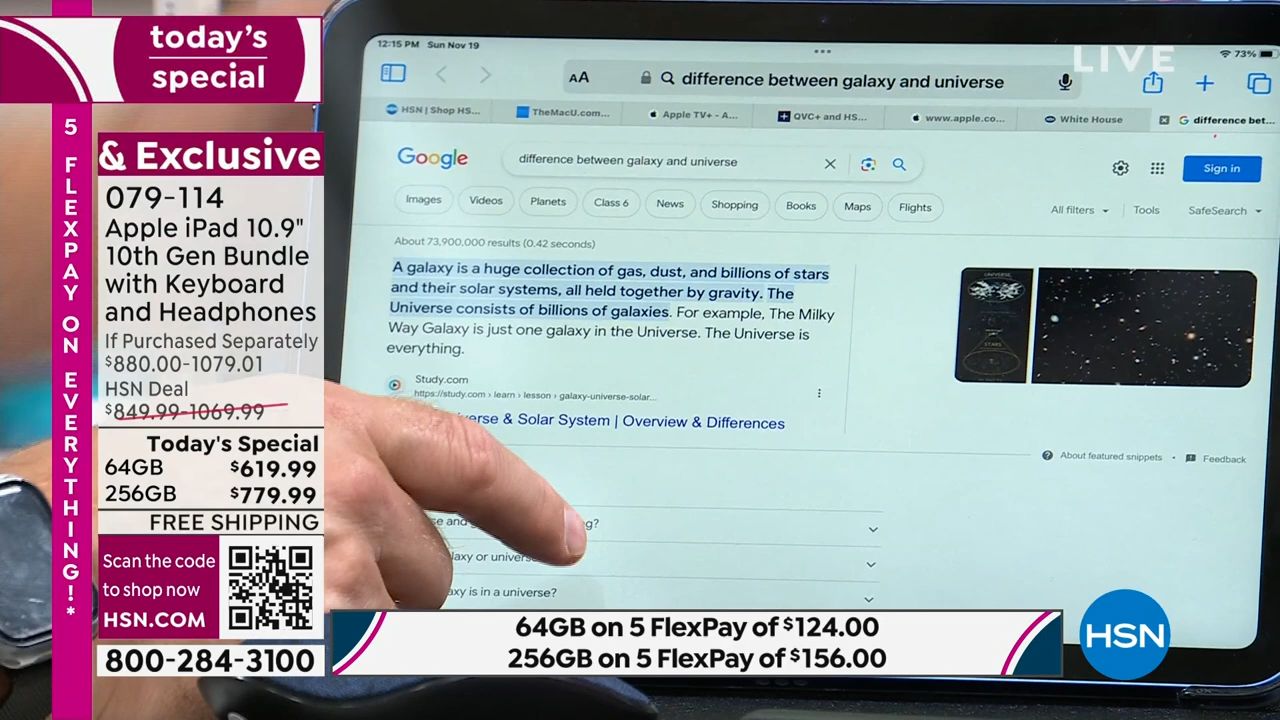 today's
special
5 FLEXPAY ON EVERYTHING!*
& Exclusive
079-114
Apple iPad 10.9"
10th Gen Bundle
with Keyboard
and Headphones
If Purchased Separately
$880.00-1079.01
HSN Deal
$849.99-1069.99
Today's Special
64GB $619.99
256GB $779.99
FREE SHIPPING
Scan the code
to shop now
HSN.COM
800-284-3100
12:15 PM Sun Nov 19
LIVE
73%
AA difference between galaxy and universe
HSN | Shop HS...
TheMacU.com...
Apple TV+ - A...
QVC+ and HS...
www.apple.co...
White House
difference bet...
Google
difference between galaxy and universe
Sign in
Images Videos Planets Class 6 News Shopping Books Maps Flights
All filters Tools SafeSearch
About 73,900,000 results (0.42 seconds)
A galaxy is a huge collection of gas, dust, and billions of stars
and their solar systems, all held together by gravity. The
Universe consists of billions of galaxies. For example, The Milky
Way Galaxy is just one galaxy in the Universe. The Universe is
everything.
UNIVERSE
STARS
Study.com
https://study.com › learn › lesson › galaxy-universe-solar...
& Solar System | Overview & Differences
About featured snippets • Feedback
or
is in a universe?
64GB on 5 FlexPay of $124.00
256GB on 5 FlexPay of $156.00
HSN